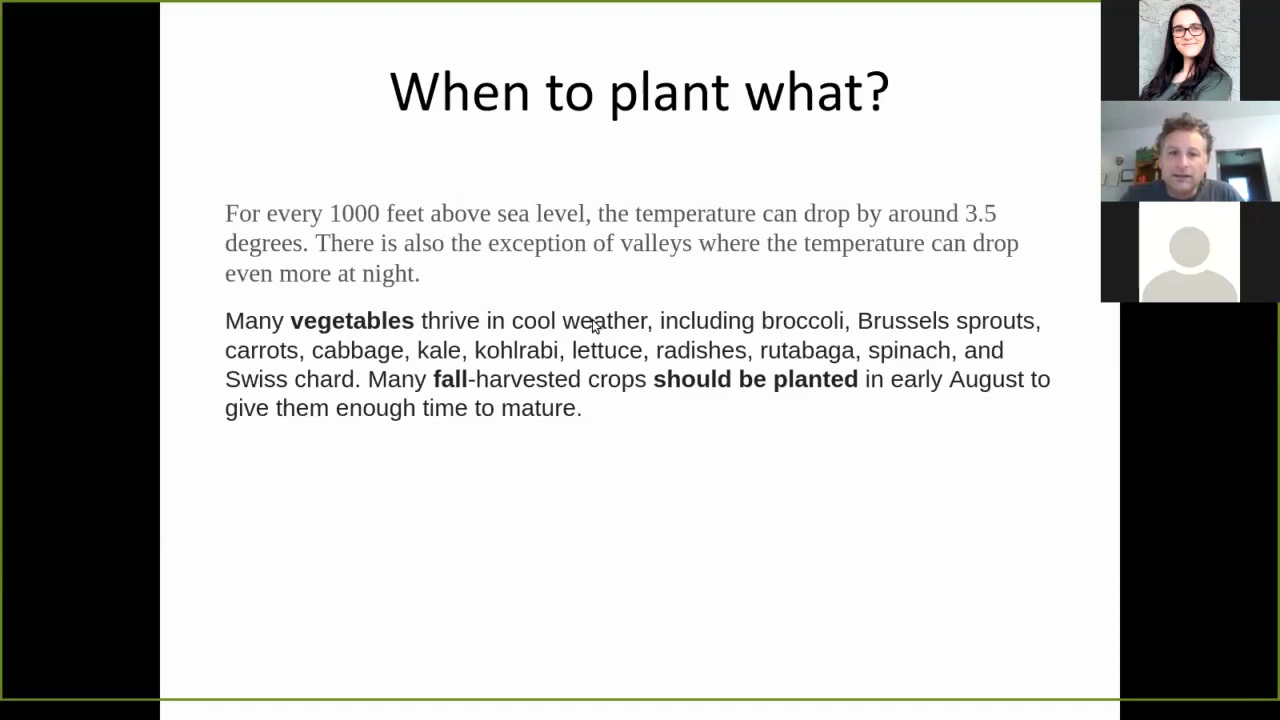 When to plant what?
For every 1000 feet above sea level, the temperature can drop by around 3.5
degrees. There is also the exception of valleys where the temperature can drop
even more at night.
Many vegetables thrive in cool weather, including broccoli, Brussels sprouts,
carrots, cabbage, kale, kohlrabi, lettuce, radishes, rutabaga, spinach, and
Swiss chard. Many fall-harvested crops should be planted in early August to
give them enough time to mature.